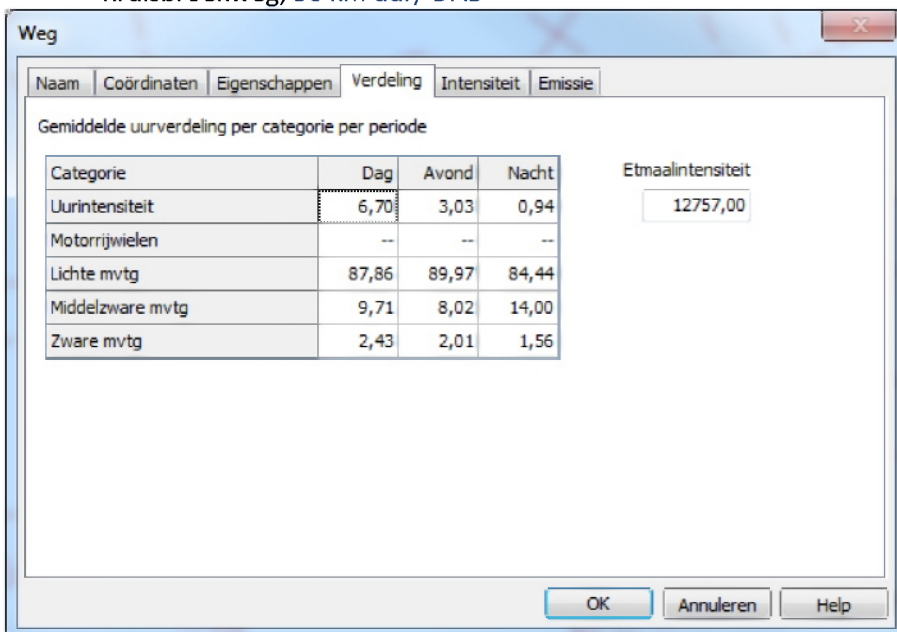 Weg
Naam Coördinaten Eigenschappen Verdeling Intensiteit Emissie
Gemiddelde uurverdeling per categorie per periode
Categorie Dag Avond Nacht Etmaalintensiteit
Uurintensiteit 6,70 3,03 0,94 12757,00
Motorrijwielen -- -- --
Lichte mvtg 87,86 89,97 84,44
Middelzware mvtg 9,71 8,02 14,00
Zware mvtg 2,43 2,01 1,56
OK Annuleren Help